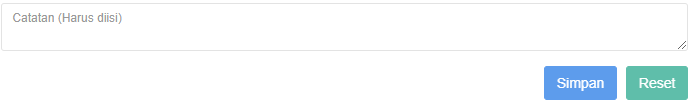 Catatan (Harus diisi)
Simpan Reset